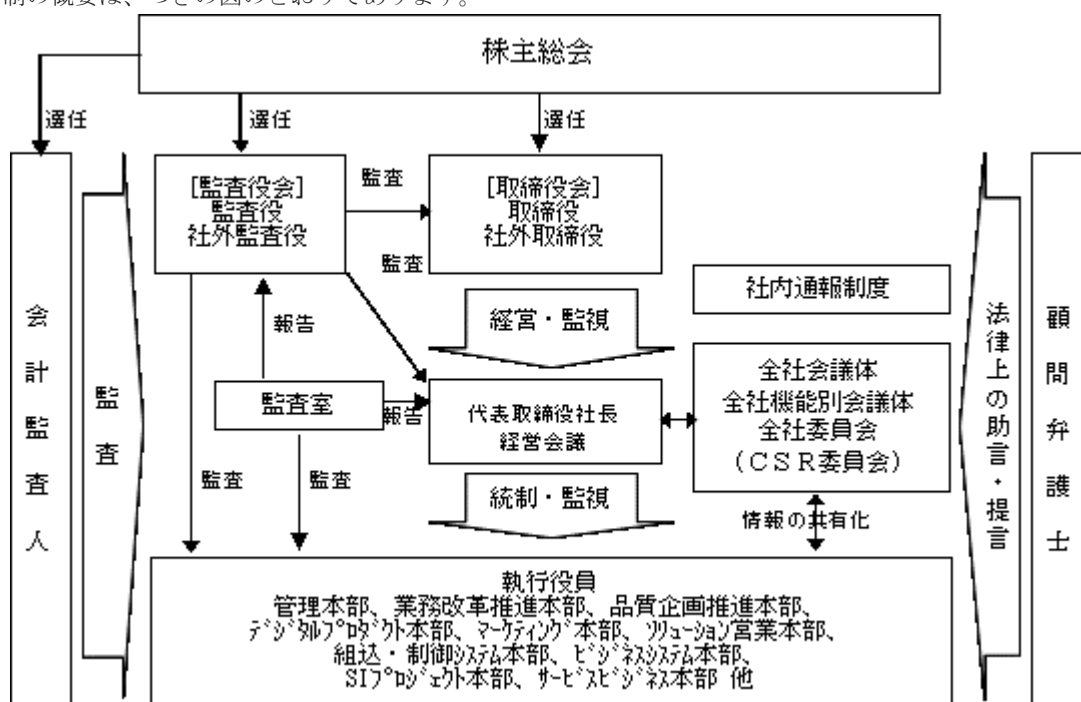 制の概要は、つぎの図のとおりであります。
株主総会
選任
選任
選任
[監査役会]
監査役
社外監査役
監査
[取締役会]
取締役
社外取締役
監査
社内通報制度
経営・監視
報告
監査室
報告
代表取締役社長
経営会議
全社会議体
全社機能別会議体
全社委員会
（ＣＳＲ委員会）
監査
監査
統制・監視
情報の共有化
会計監査人
監査
法律上の助言・提言
顧問弁護士
執行役員
管理本部、業務改革推進本部、品質企画推進本部、
ﾃﾞｼﾞﾀﾙﾌﾟﾛﾀﾞｸﾄ本部、ﾏｰｹﾃｨﾝｸﾞ本部、ｿﾘｭｰｼｮﾝ営業本部、
組込・制御ｼｽﾃﾑ本部、ﾋﾞｼﾞﾈｽｼｽﾃﾑ本部、
SIﾌﾟﾛｼﾞｪｸﾄ本部、ｻｰﾋﾞｽﾋﾞｼﾞﾈｽ本部 他